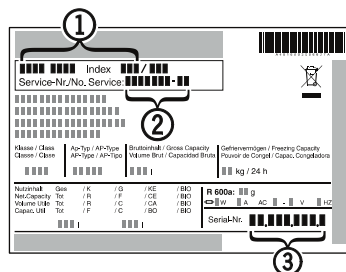 1
Index /
Service-Nr./No. Service: -
2
Klasse / Class Ap-Typ / AP-Type Bruttoinhalt / Gross Capacity Gefriervermögen / Freezing Capacity
Classe / Clase AP-Type / AP-Tipo Volume Brut / Capacidad Bruta Pouvoir de Congel / Capac. Congeladora
l kg / 24 h
Nutzinhalt Ges / K / G / KE / BIO
Net.Capacity Tot / R / F / CE / BIO
Volume Utile Tot / R / C / CA / BIO
Capac. Util Tot / F / C / BO / BIO
l l
R 600a: g
W A AC - V HZ
Serial-Nr.
3